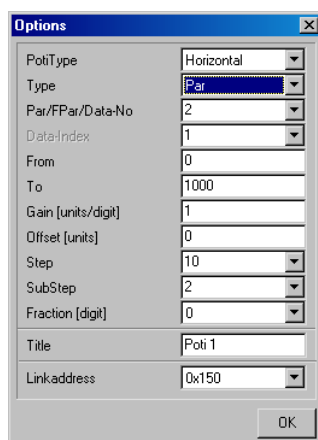 Options
PotiType Horizontal
Type Par
Par/FPar/Data-No 2
Data-Index 1
From 0
To 1000
Gain [units/digit] 1
Offset [units] 0
Step 10
SubStep 2
Fraction [digit] 0
Title Poti 1
Linkaddress 0x150
OK